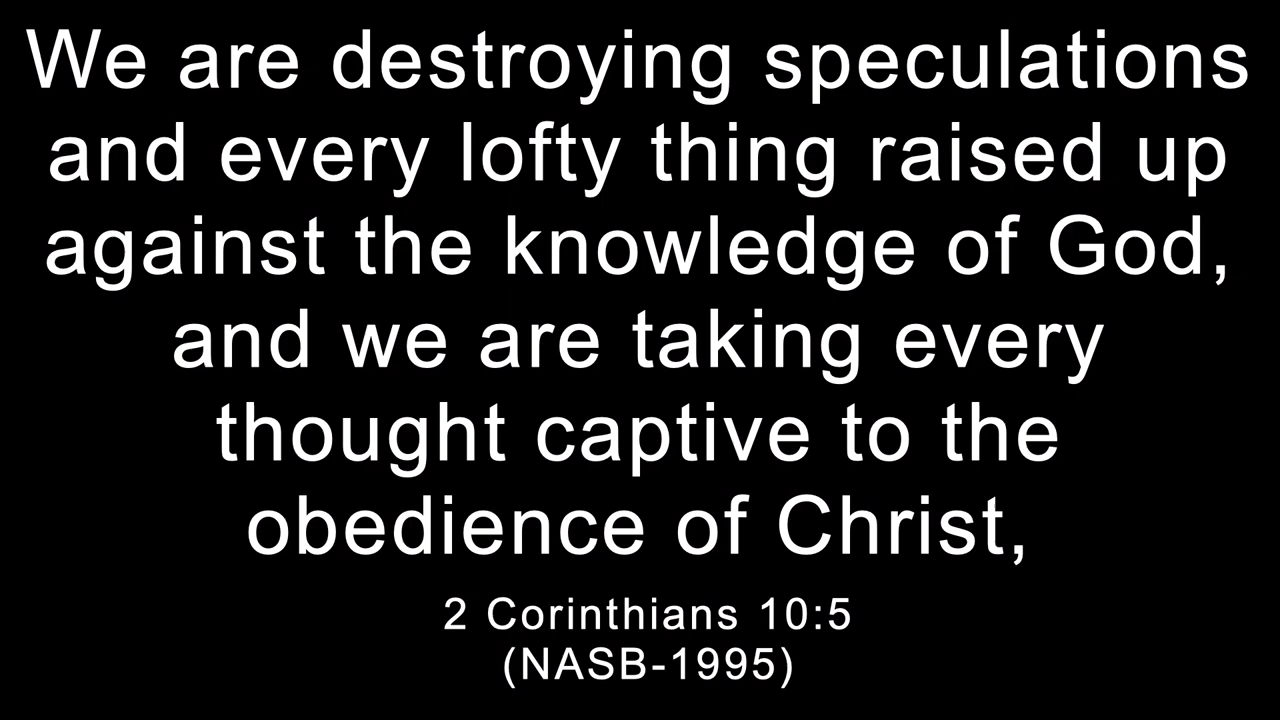 We are destroying speculations
and every lofty thing raised up
against the knowledge of God,
and we are taking every
thought captive to the
obedience of Christ,
2 Corinthians 10:5
(NASB-1995)